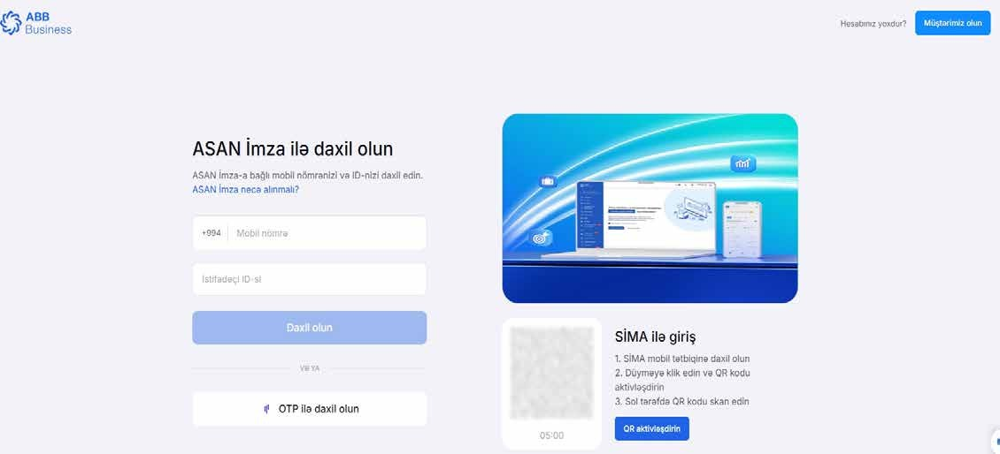 ABB
Business
Hesabınız yoxdur?
Müştərimiz olun
ASAN İmza ilə daxil olun
ASAN İmza-a bağlı mobil nömrənizi və ID-nizi daxil edin.
ASAN İmza necə alınmalı?
+994
Mobil nömrə
İstifadəçi ID-si
Daxil olun
VƏ YA
OTP ilə daxil olun
SİMA ilə giriş
1. SİMA mobil tətbiqinə daxil olun
2. Düyməyə klik edin və QR kodu
aktivləşdirin
3. Sol tərəfdə QR kodu skan edin
05:00
QR aktivləşdirin